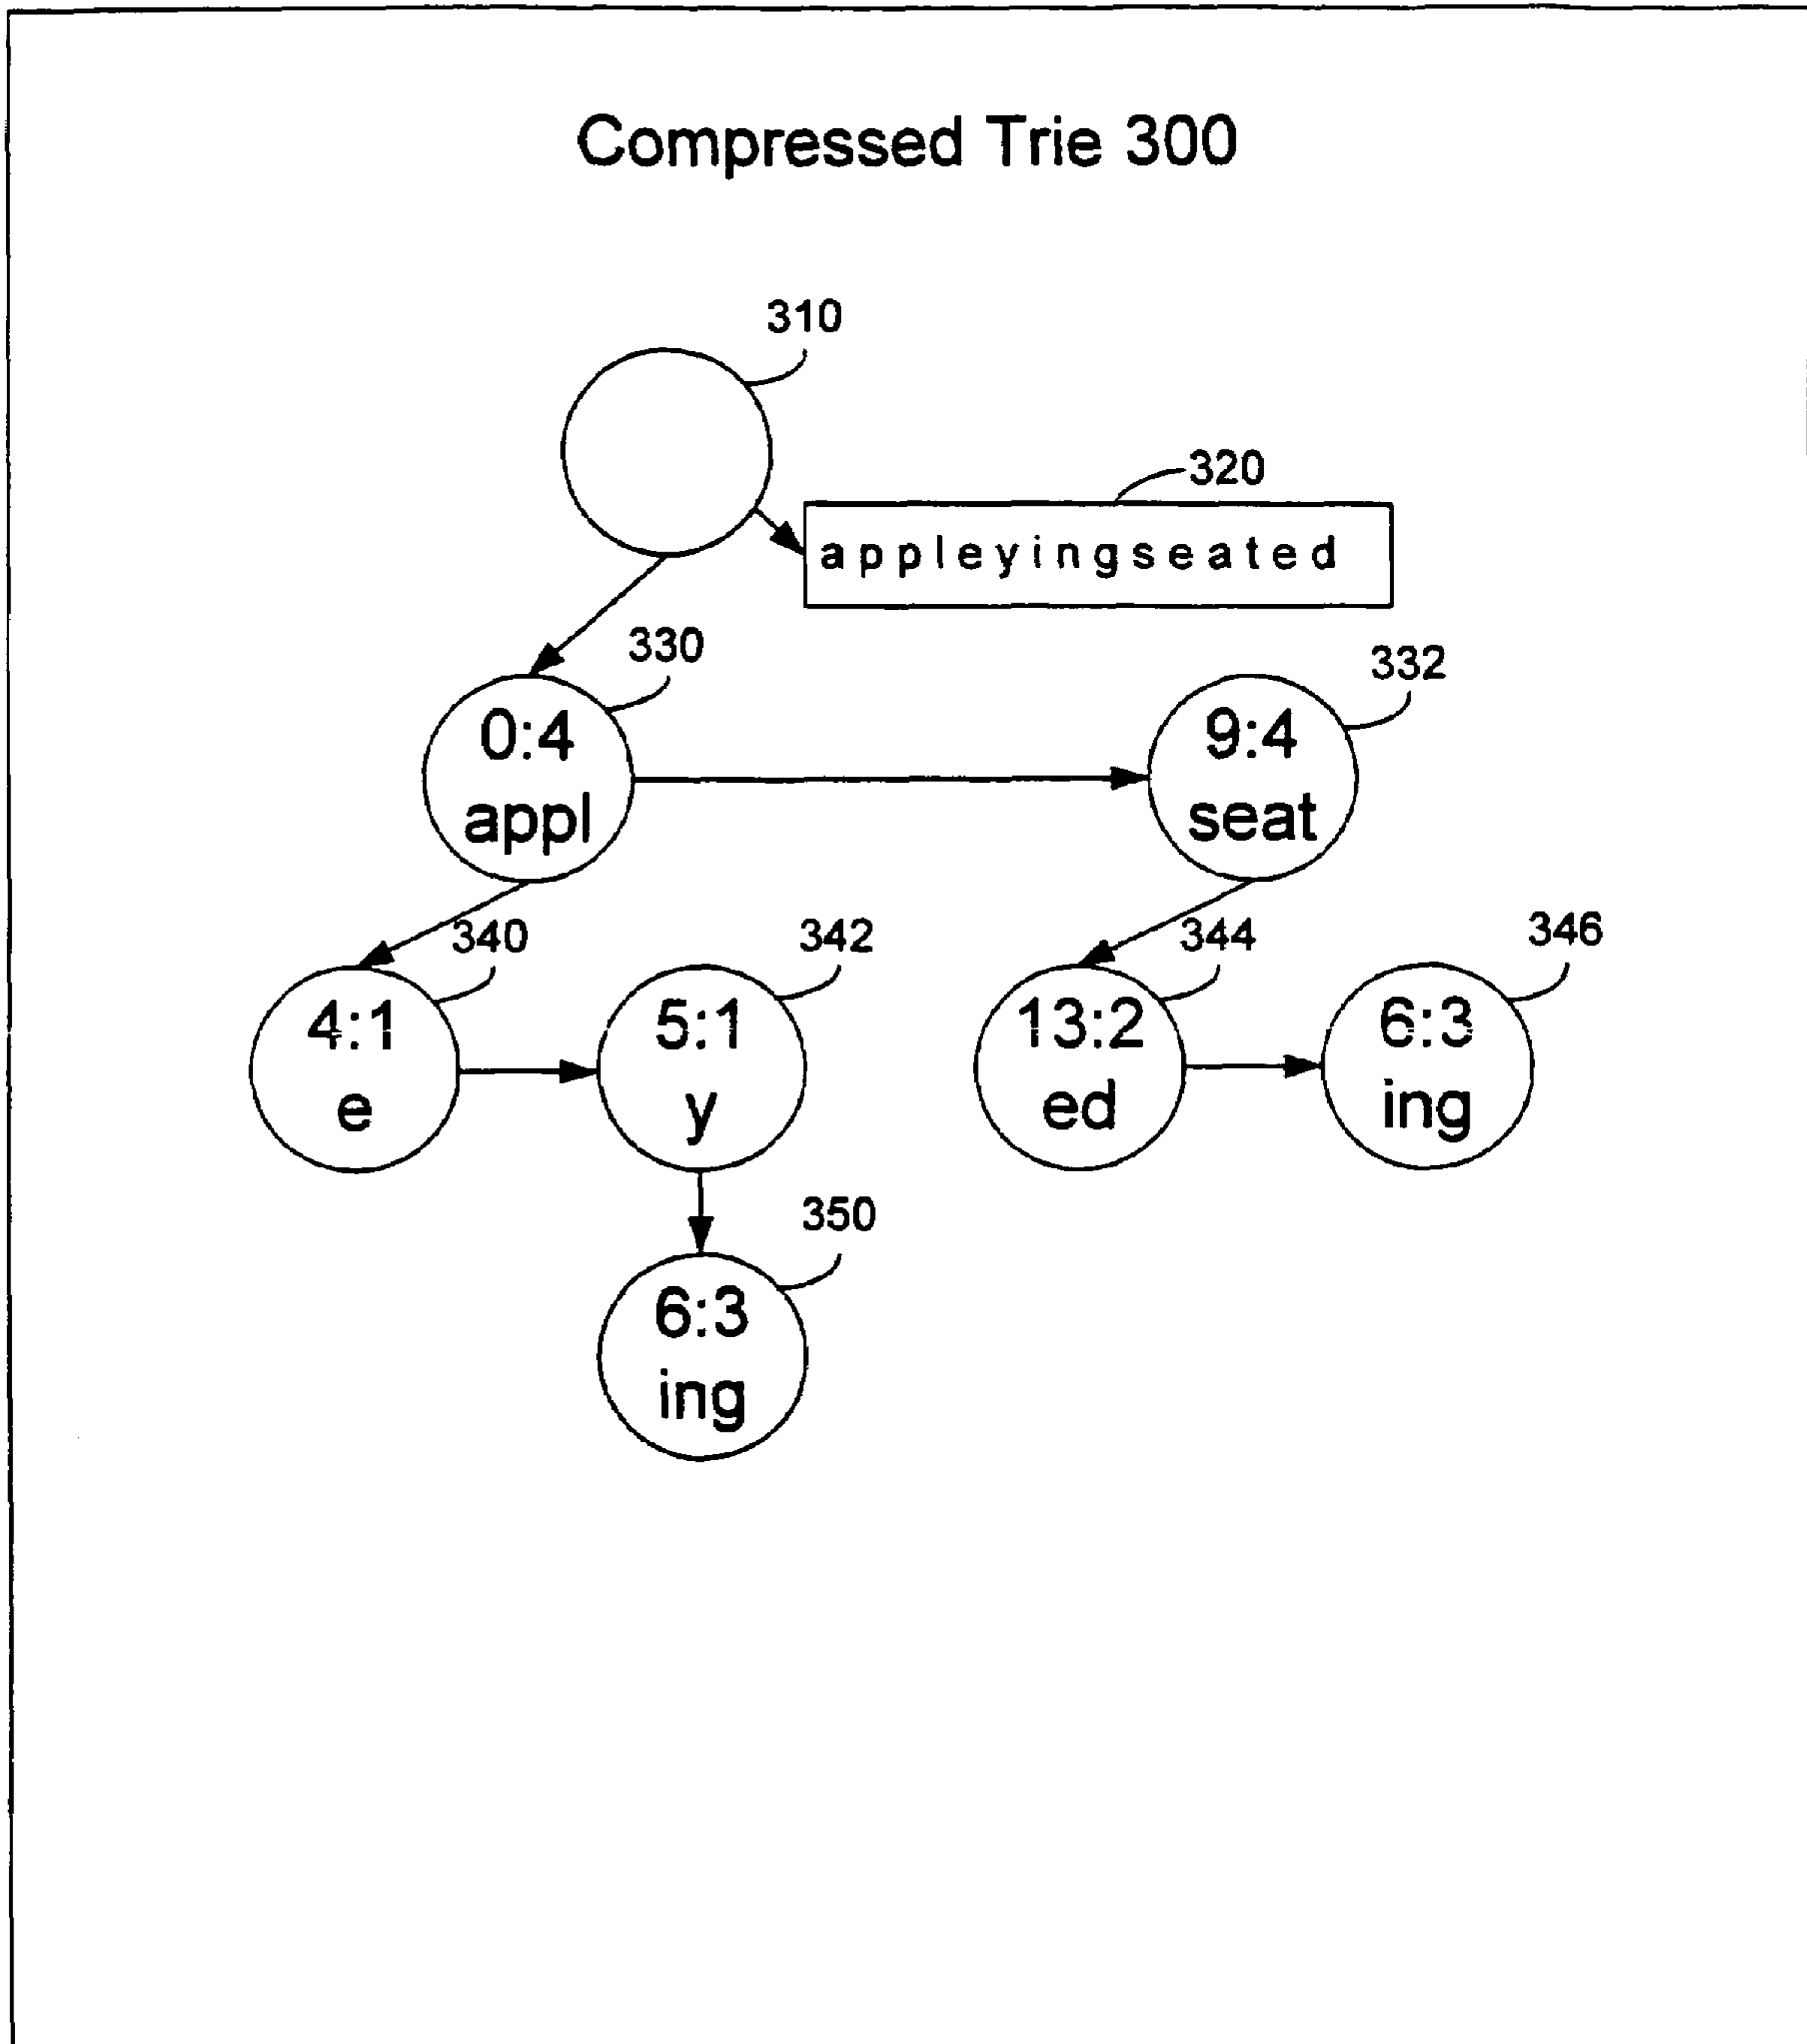 Compressed Trie 300
310
320
appleyingseated
330
332
0:4
appl
9:4
seat
340
342
344
346
4:1
e
5:1
y
13:2
ed
6:3
ing
350
6:3
ing